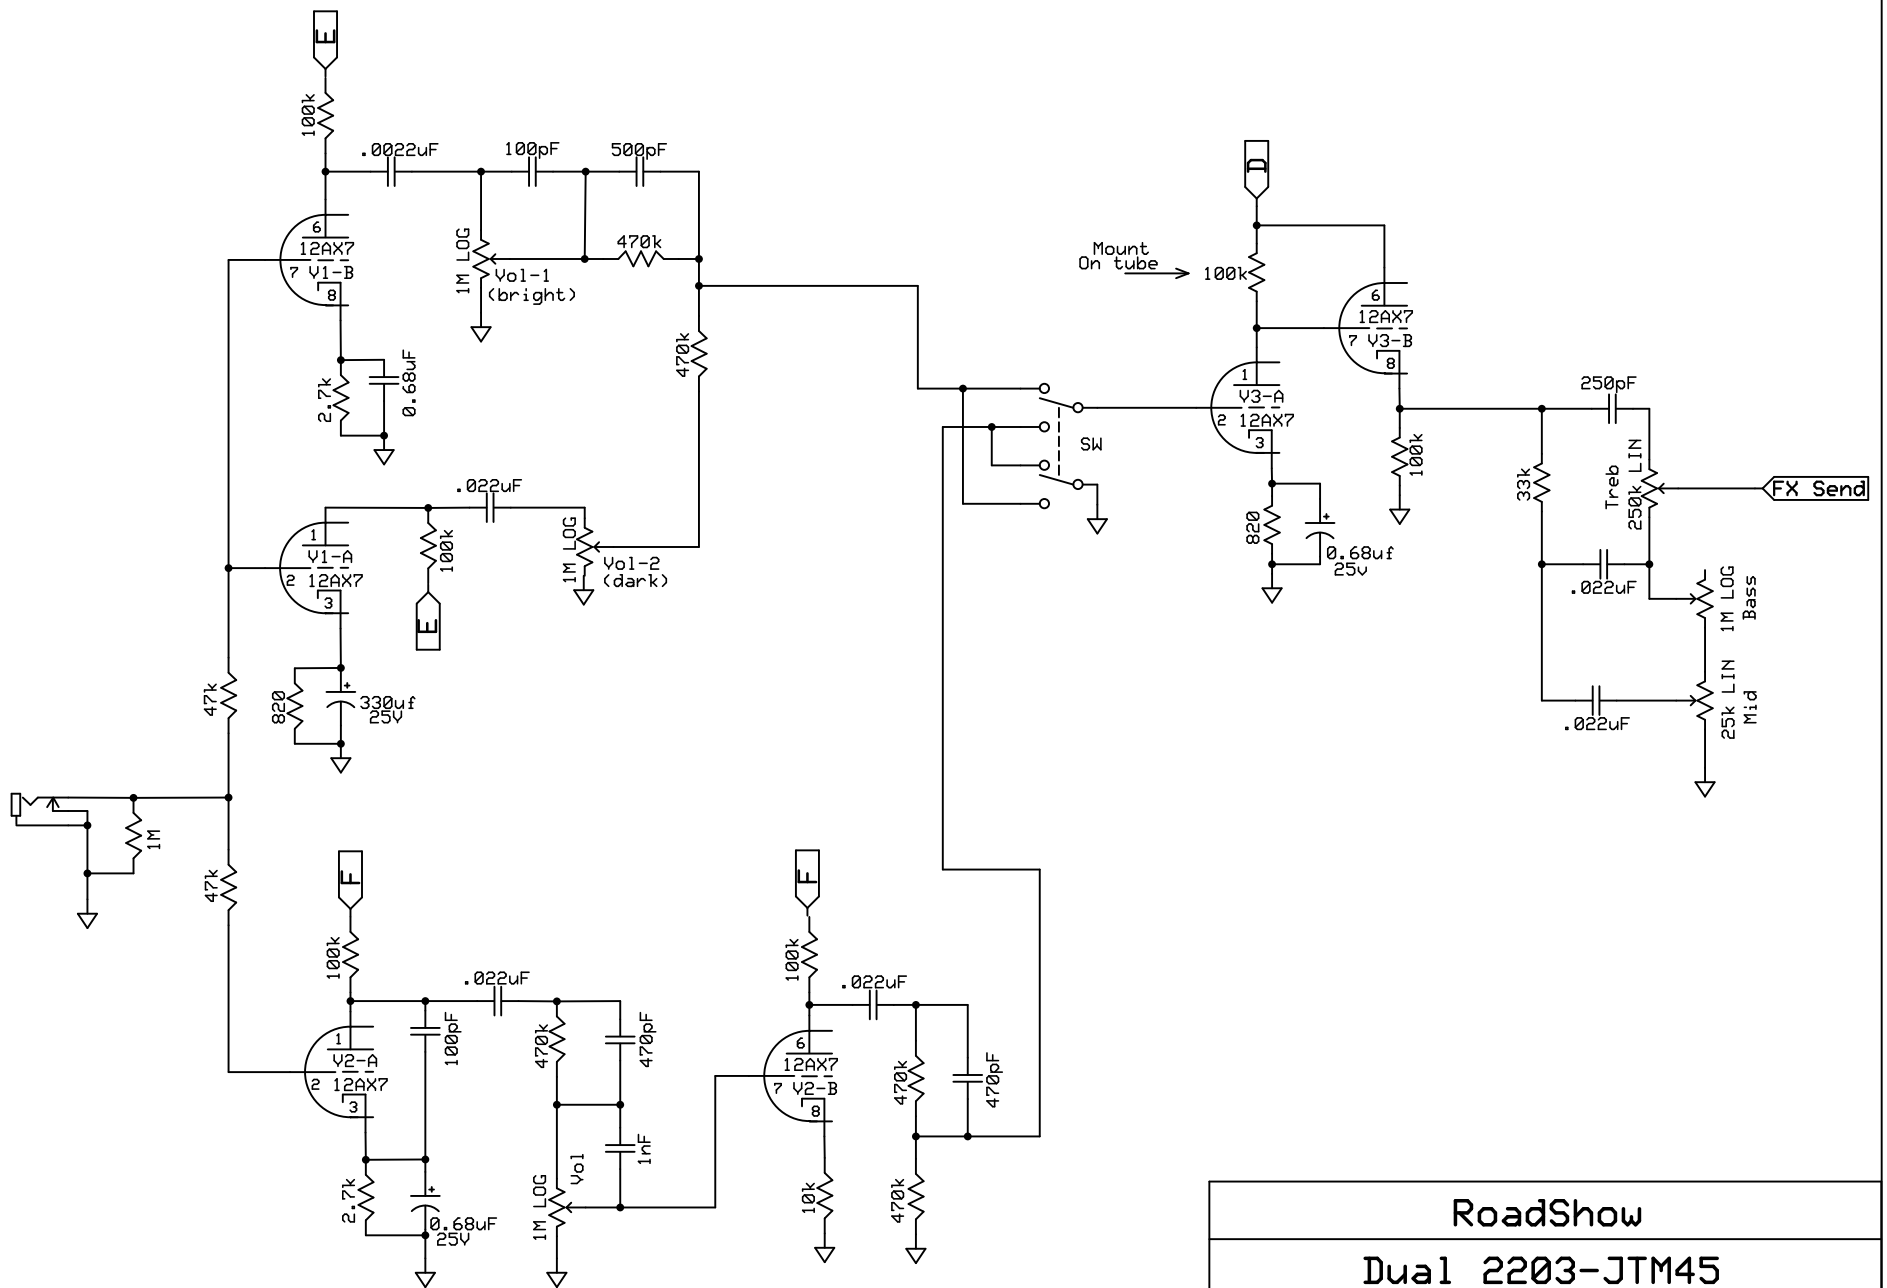 E
100k
.0022uF
100pF
500pF
6
12AX7
7 V1-B
8
1M LOG
Vol-1
(bright)
470k
2.7k
0.68uF
470k
.022uF
1
V1-A
2 12AX7
3
100k
E
1M LOG
Vol-2
(dark)
820
330uf
25V
47k
1M
47k
F
100k
.022uF
1
V2-A
2 12AX7
3
100pF
470k
470pF
1nF
2.7k
0.68uF
25V
1M LOG
Vol
F
100k
.022uF
6
12AX7
7 V2-B
8
10k
470k
470pF
470k
SW
D
Mount
On tube
100k
6
12AX7
7 V3-B
8
1
V3-A
2 12AX7
3
820
0.68uf
25v
100k
250pF
33k
Treb
250k LIN
FX Send
.022uF
1M LOG
Bass
.022uF
25k LIN
Mid
RoadShow
Dual 2203-JTM45